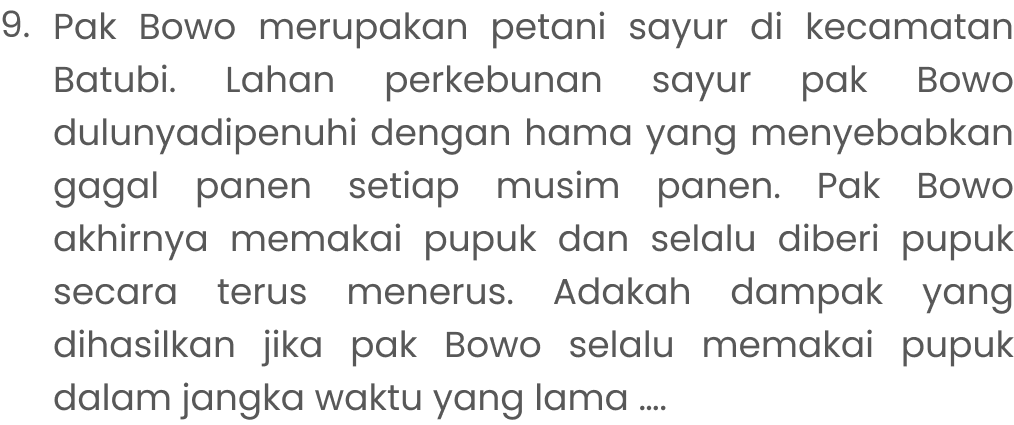 9. Pak Bowo merupakan petani sayur di kecamatan
Batubi. Lahan perkebunan sayur pak Bowo
dulunyadipenuhi dengan hama yang menyebabkan
gagal panen setiap musim panen. Pak Bowo
akhirnya memakai pupuk dan selalu diberi pupuk
secara terus menerus. Adakah dampak yang
dihasilkan jika pak Bowo selalu memakai pupuk
dalam jangka waktu yang lama ....